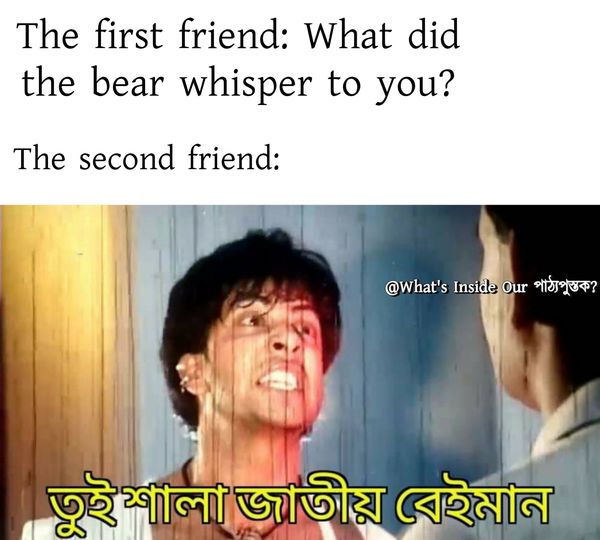 The first friend: What did
the bear whisper to you?
The second friend:
@What's Inside Our পাঠ্যপুস্তক?
তুই শালা জাতীয় বেইমান